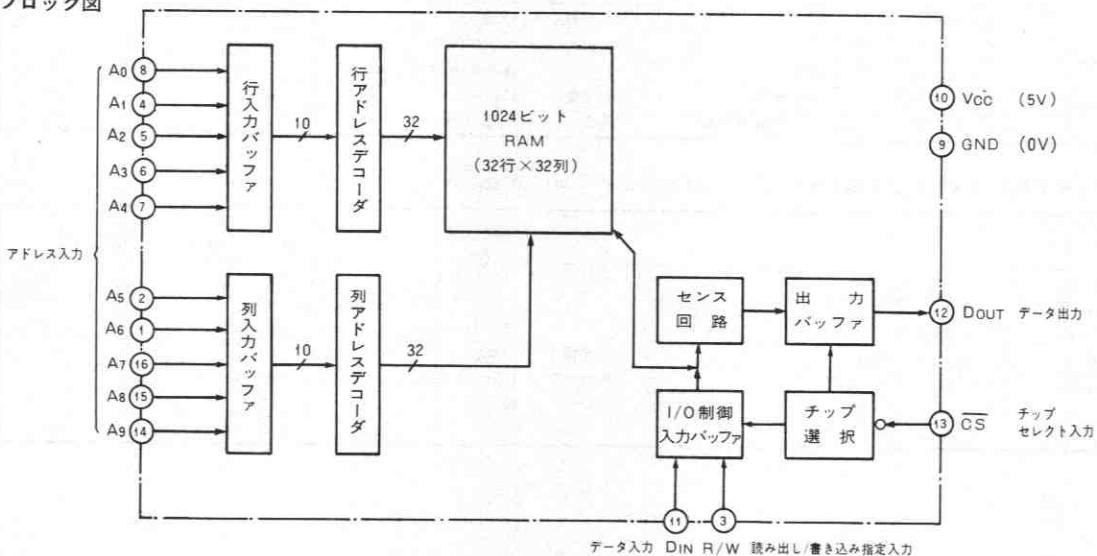 ブロック図
A0 8
A1 4
A2 5
A3 6
A4 7
アドレス入力
A5 2
A6 1
A7 16
A8 15
A9 14
行入力バッファ
10
行アドレスデコーダ
32
1024ビット
RAM
(32行×32列)
列入力バッファ
10
列アドレスデコーダ
32
10 VCC (5V)
9 GND (0V)
センス
回路
出力
バッファ
12 DOUT データ出力
I/O制御
入力バッファ
チップ
選択
13 C̅S̅ チップ
セレクト入力
11 3
データ入力 DIN R/W 読み出し/書き込み指定入力